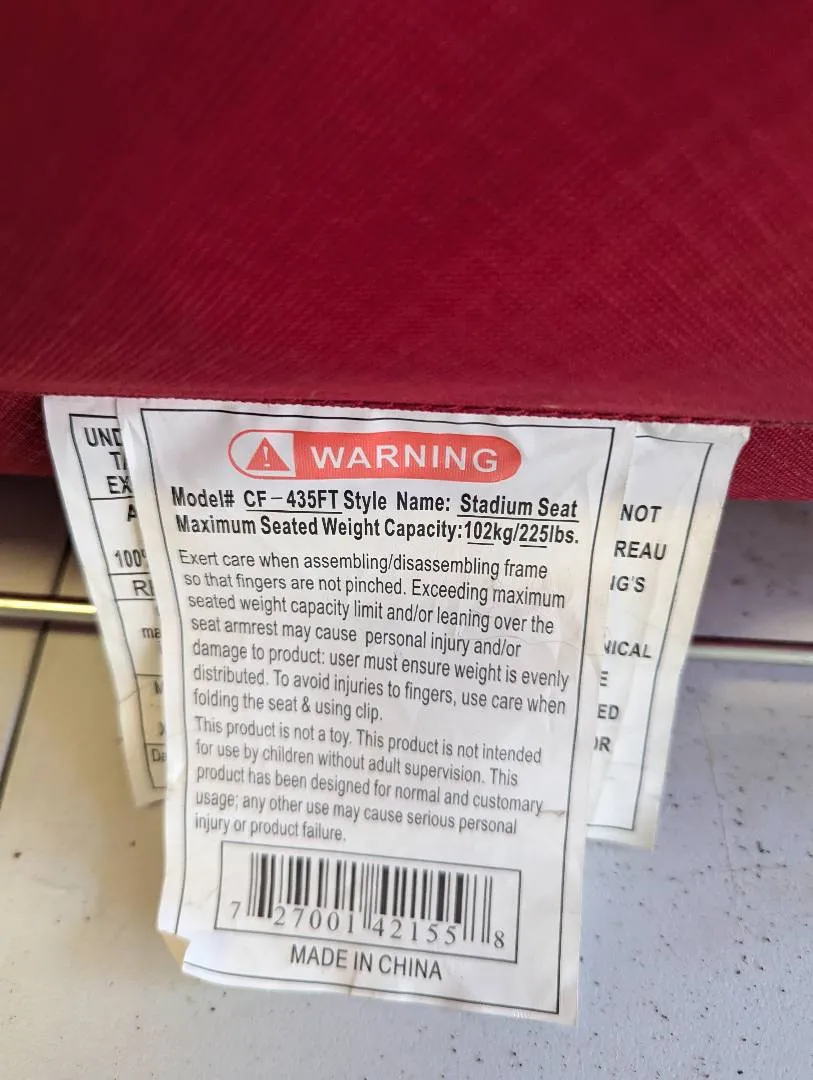 WARNING
Model# CF-435FT Style Name: Stadium Seat
Maximum Seated Weight Capacity:102kg/225lbs.
Exert care when assembling/disassembling frame
so that fingers are not pinched. Exceeding maximum
seated weight capacity limit and/or leaning over the
seat armrest may cause personal injury and/or
damage to product: user must ensure weight is evenly
distributed. To avoid injuries to fingers, use care when
folding the seat & using clip.
This product is not a toy. This product is not intended
for use by children without adult supervision. This
product has been designed for normal and customary
usage; any other use may cause serious personal
injury or product failure.
7 27001 42155 8
MADE IN CHINA
NOT